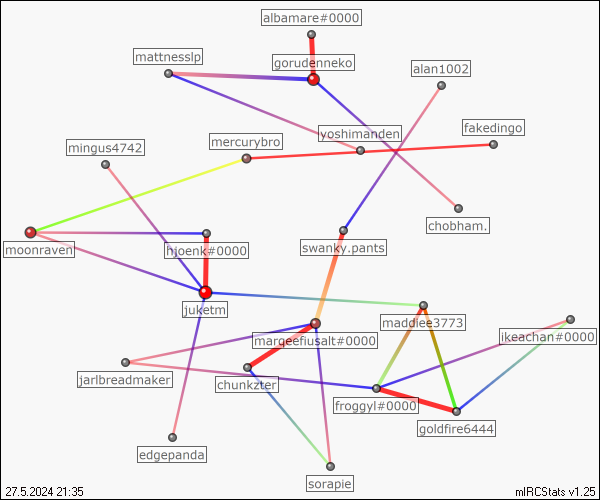 albamare#0000
mattnesslp
gorudenneko
alan1002
fakedingo
yoshimanden
mercurybro
mingus4742
chobham.
moonraven
hjoenk#0000
swanky.pants
juketm
maddiee3773
ikeachan#0000
marqeefiusalt#0000
jarlbreadmaker
chunkzter
froggyl#0000
goldfire6444
edgepanda
sorapie
27.5.2024 21:35
mIRCStats v1.25